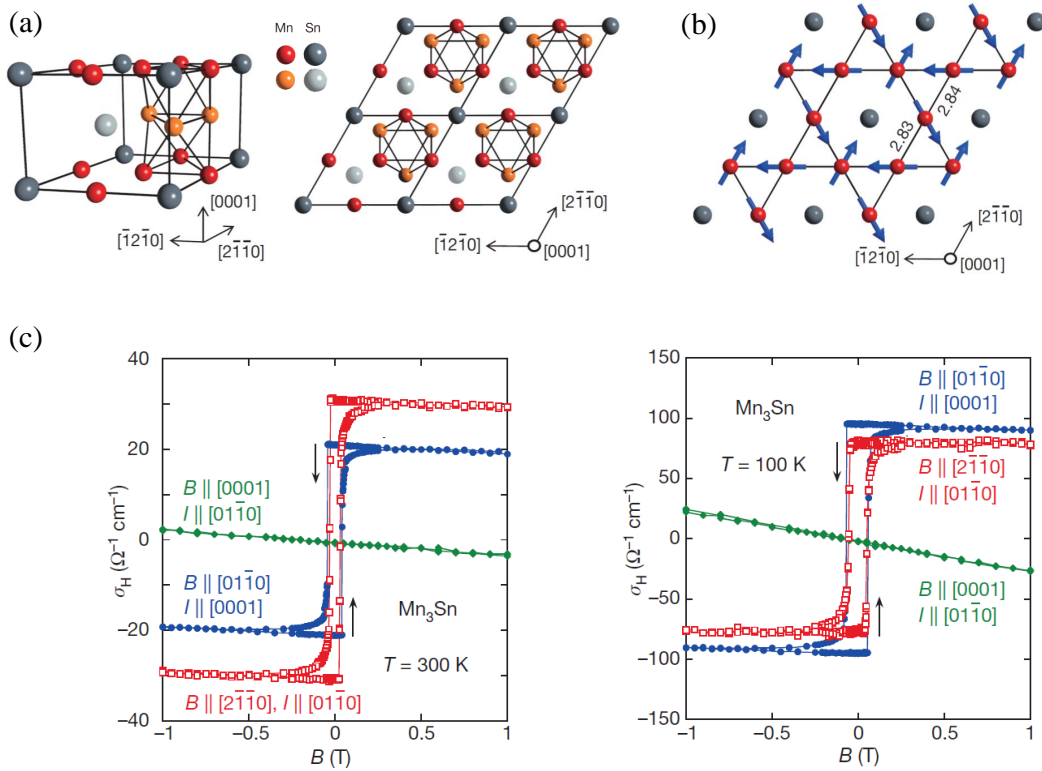 (a)
Mn Sn
[0001]
[1̄21̄0]
[21̄1̄0]
[21̄1̄0]
[1̄21̄0]
[0001]
(b)
2.84
2.83
[21̄1̄0]
[1̄21̄0]
[0001]
(c)
40
20
0
−20
−40
σH (Ω−1 cm−1)
B || [0001]
I || [011̄0]
B || [011̄0]
I || [0001]
Mn3Sn
T = 300 K
B || [21̄1̄0], I || [011̄0]
−1 −0.5 0 0.5 1
B (T)
150
100
50
0
−50
−100
−150
σH (Ω−1 cm−1)
Mn3Sn
T = 100 K
B || [011̄0]
I || [0001]
B || [21̄1̄0]
I || [011̄0]
B || [0001]
I || [011̄0]
−1 −0.5 0 0.5 1
B (T)